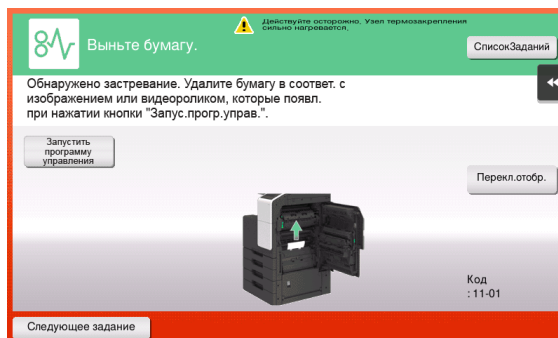 Действуйте осторожно. Узел термозакрепления
сильно нагревается.
Выньте бумагу.
СписокЗаданий
Обнаружено застревание. Удалите бумагу в соответ. с
изображением или видеороликом, которые появл.
при нажатии кнопки "Запус.прогр.управ.".
Запустить
программу
управления
Перекл.отобр.
Код
: 11-01
Следующее задание